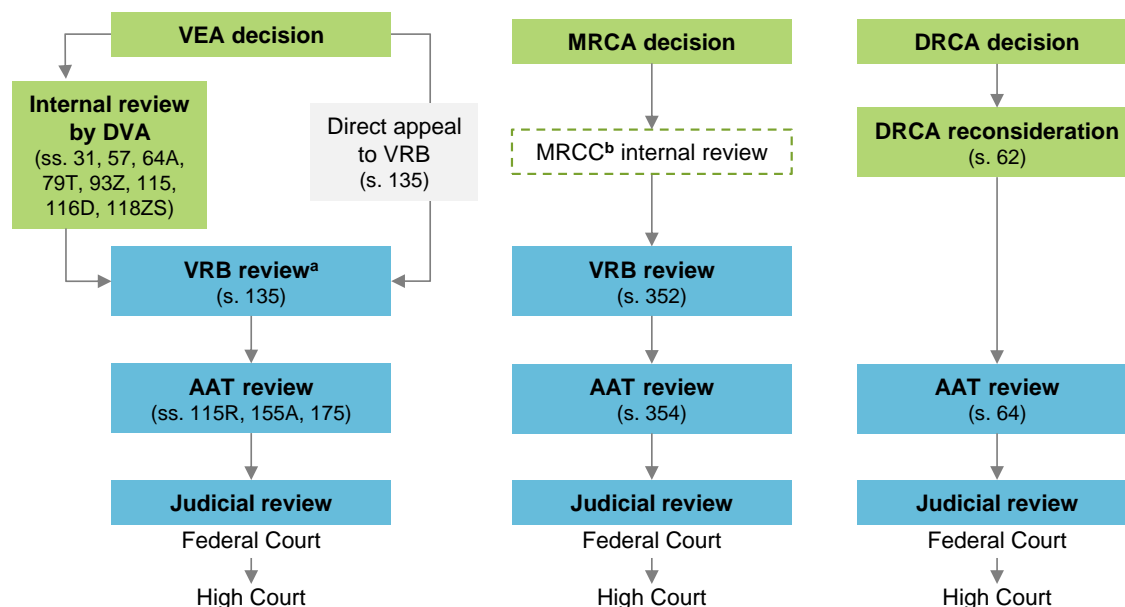 VEA decision
Internal review
by DVA
(ss. 31, 57, 64A,
79T, 93Z, 115,
116D, 118ZS)
Direct appeal
to VRB
(s. 135)
VRB reviewᵃ
(s. 135)
AAT review
(ss. 115R, 155A, 175)
Judicial review
Federal Court
High Court
MRCA decision
MRCCᵇ internal review
VRB review
(s. 352)
AAT review
(s. 354)
Judicial review
Federal Court
High Court
DRCA decision
DRCA reconsideration
(s. 62)
AAT review
(s. 64)
Judicial review
Federal Court
High Court